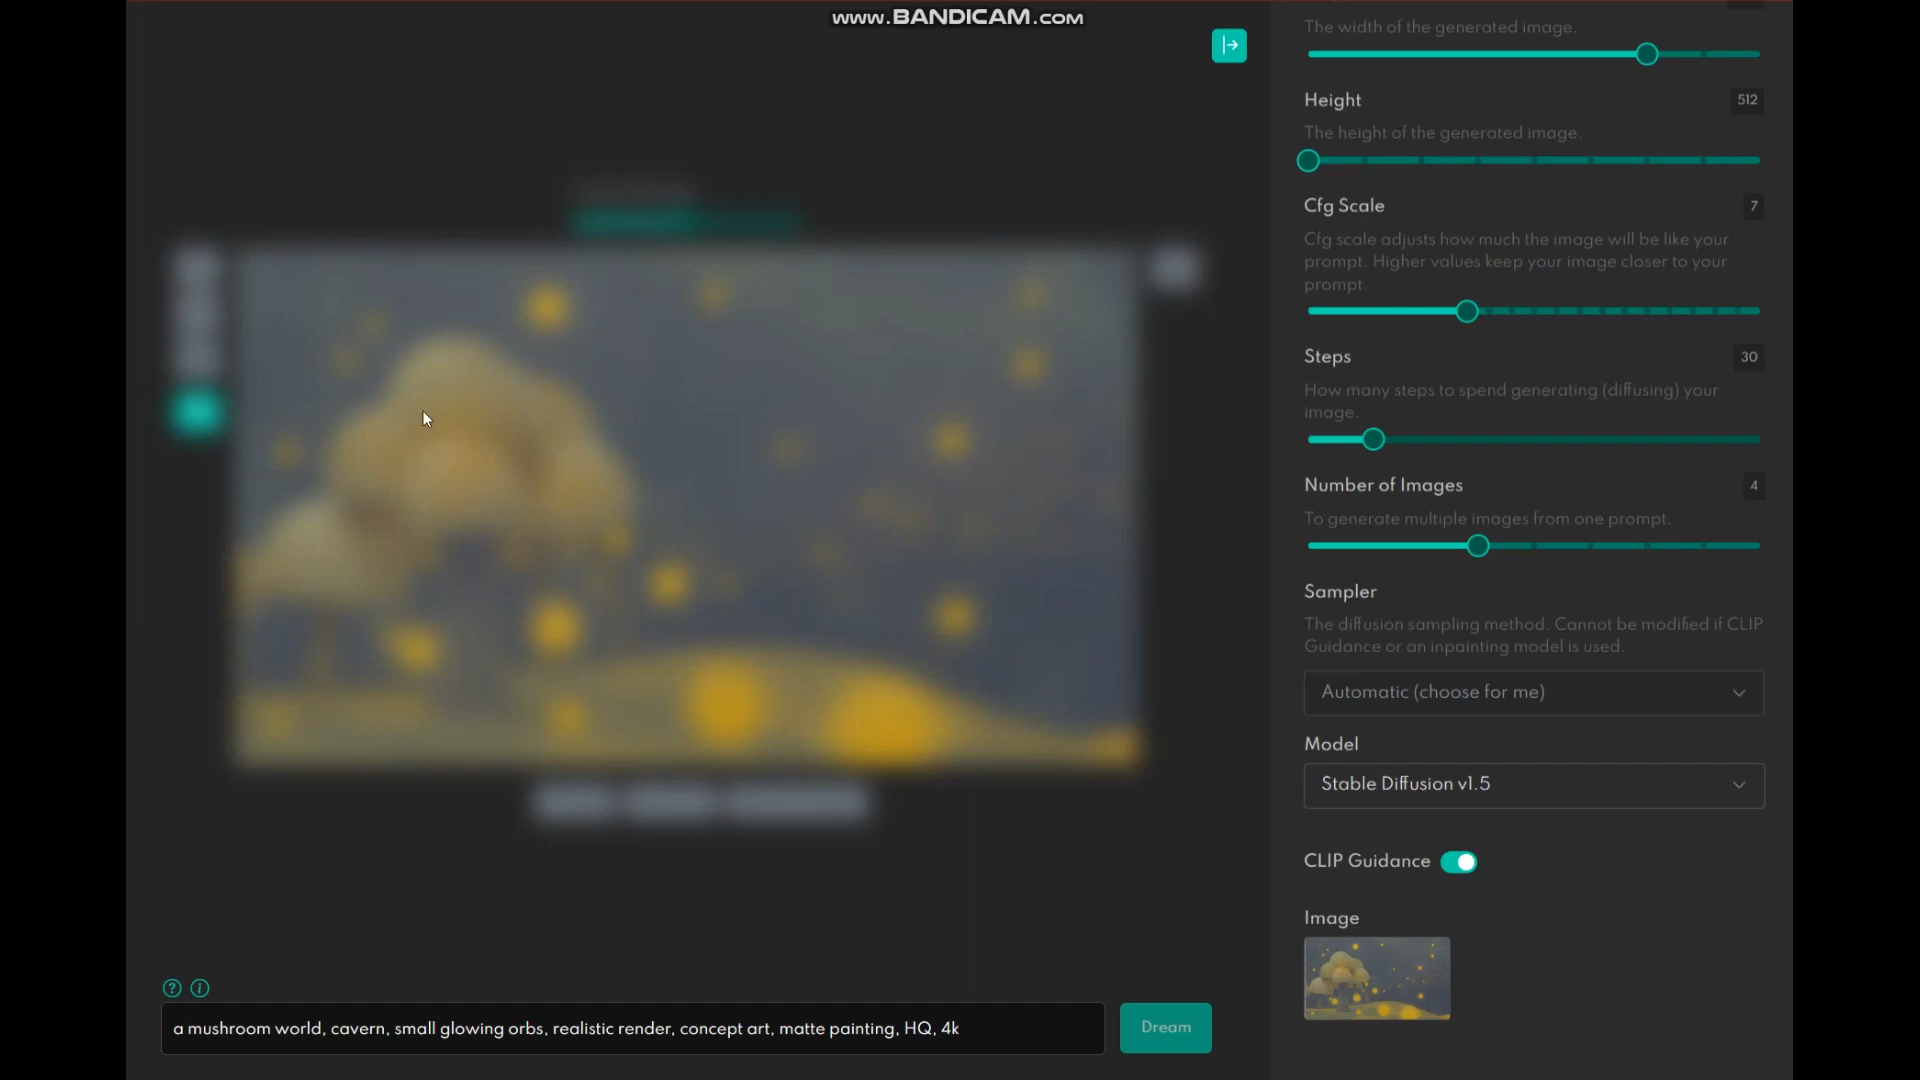 www.BANDICAM.com
The width of the generated image.
Height
512
The height of the generated image.
Cfg Scale
7
Cfg scale adjusts how much the image will be like your
prompt. Higher values keep your image closer to your
prompt.
Steps
30
How many steps to spend generating (diffusing) your
image.
Number of Images
4
To generate multiple images from one prompt.
Sampler
The diffusion sampling method. Cannot be modified if CLIP
Guidance or an inpainting model is used.
Automatic (choose for me)
Model
Stable Diffusion v1.5
CLIP Guidance
Image
a mushroom world, cavern, small glowing orbs, realistic render, concept art, matte painting, HQ, 4k
Dream